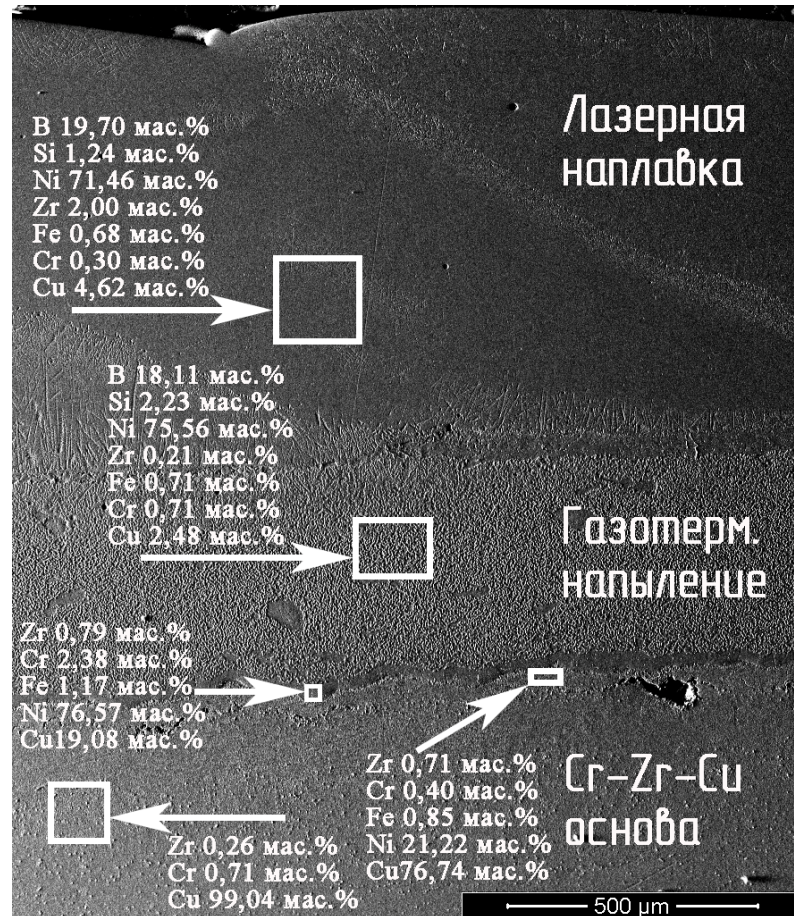 Лазерная
наплавка
B 19,70 мас.%
Si 1,24 мас.%
Ni 71,46 мас.%
Zr 2,00 мас.%
Fe 0,68 мас.%
Cr 0,30 мас.%
Cu 4,62 мас.%
B 18,11 мас.%
Si 2,23 мас.%
Ni 75,56 мас.%
Zr 0,21 мас.%
Fe 0,71 мас.%
Cr 0,71 мас.%
Cu 2,48 мас.%
Газотерм.
напыление
Zr 0,79 мас.%
Cr 2,38 мас.%
Fe 1,17 мас.%
Ni 76,57 мас.%
Cu19,08 мас.%
Zr 0,71 мас.%
Cr 0,40 мас.%
Fe 0,85 мас.%
Ni 21,22 мас.%
Cu76,74 мас.%
Cr-Zr-Cu
основа
Zr 0,26 мас.%
Cr 0,71 мас.%
Cu 99,04 мас.%
500 µm